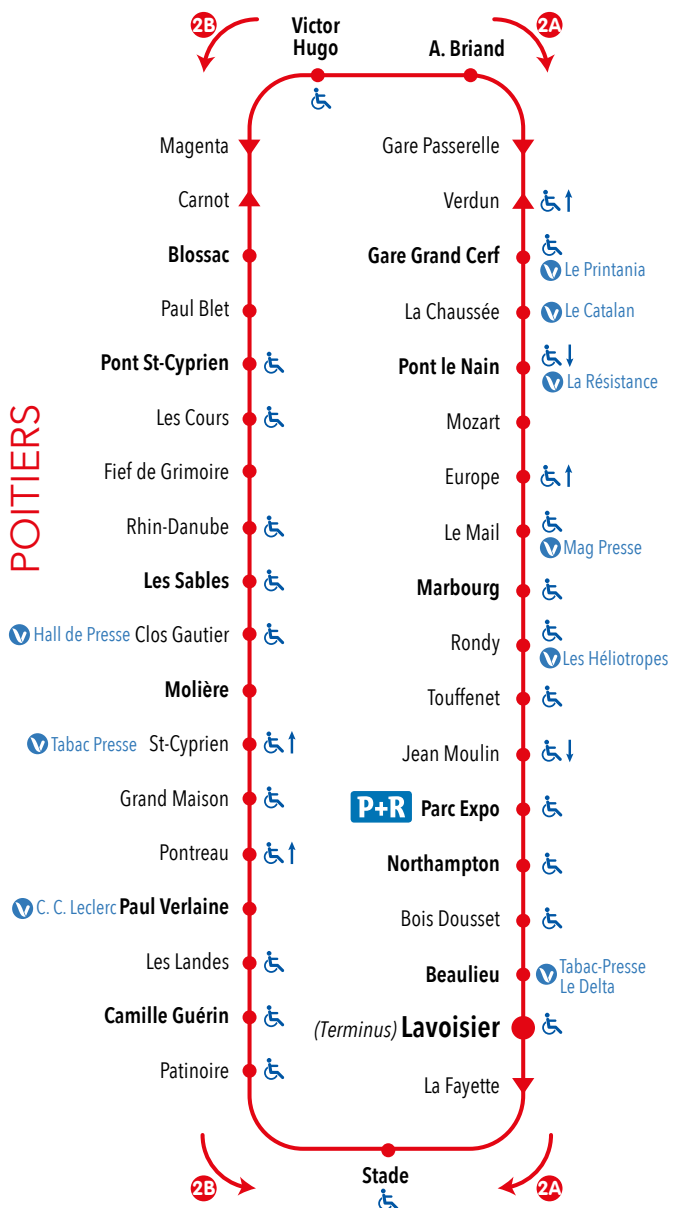 2B
Victor
Hugo
A. Briand
2A
Magenta
Gare Passerelle
Carnot
Verdun
Blossac
Gare Grand Cerf
V Le Printania
Paul Blet
La Chaussée
V Le Catalan
Pont St-Cyprien
Pont le Nain
V La Résistance
Les Cours
Mozart
POITIERS
Fief de Grimoire
Europe
Rhin-Danube
Le Mail
V Mag Presse
Les Sables
Marbourg
V Hall de Presse Clos Gautier
Rondy
V Les Héliotropes
Molière
Touffenet
V Tabac Presse St-Cyprien
Jean Moulin
Grand Maison
P+R Parc Expo
Pontreau
Northampton
V C. C. Leclerc Paul Verlaine
Bois Dousset
Les Landes
Beaulieu
V Tabac-Presse
Le Delta
Camille Guérin
(Terminus) Lavoisier
Patinoire
La Fayette
2B
Stade
2A